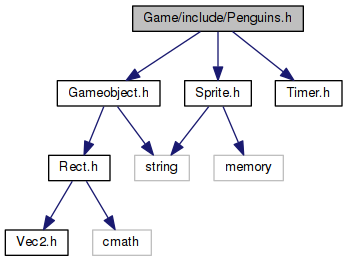 Game/include/Penguins.h
Gameobject.h
Sprite.h
Timer.h
Rect.h
string
memory
Vec2.h
cmath